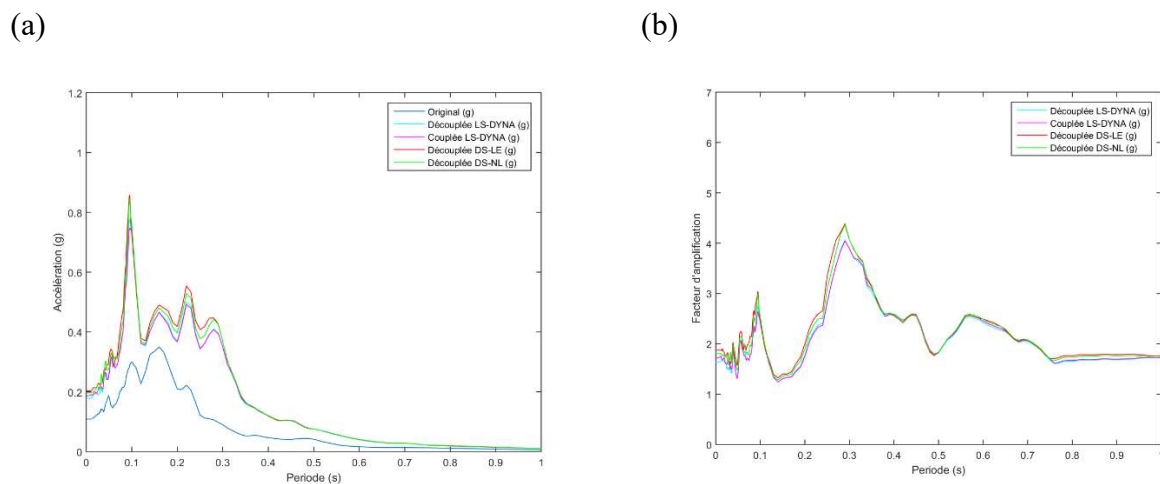 (a)
(b)
1.2
1
0.8
0.6
0.4
0.2
0
Accélération (g)
Original (g)
Découplée LS-DYNA (g)
Couplée LS-DYNA (g)
Découplée DS-LE (g)
Découplée DS-NL (g)
0 0.1 0.2 0.3 0.4 0.5 0.6 0.7 0.8 0.9 1
Periode (s)
7
6
5
4
3
2
1
0
Facteur d'amplification
Découplée LS-DYNA (g)
Couplée LS-DYNA (g)
Découplée DS-LE (g)
Découplée DS-NL (g)
0 0.1 0.2 0.3 0.4 0.5 0.6 0.7 0.8 0.9 1
Periode (s)